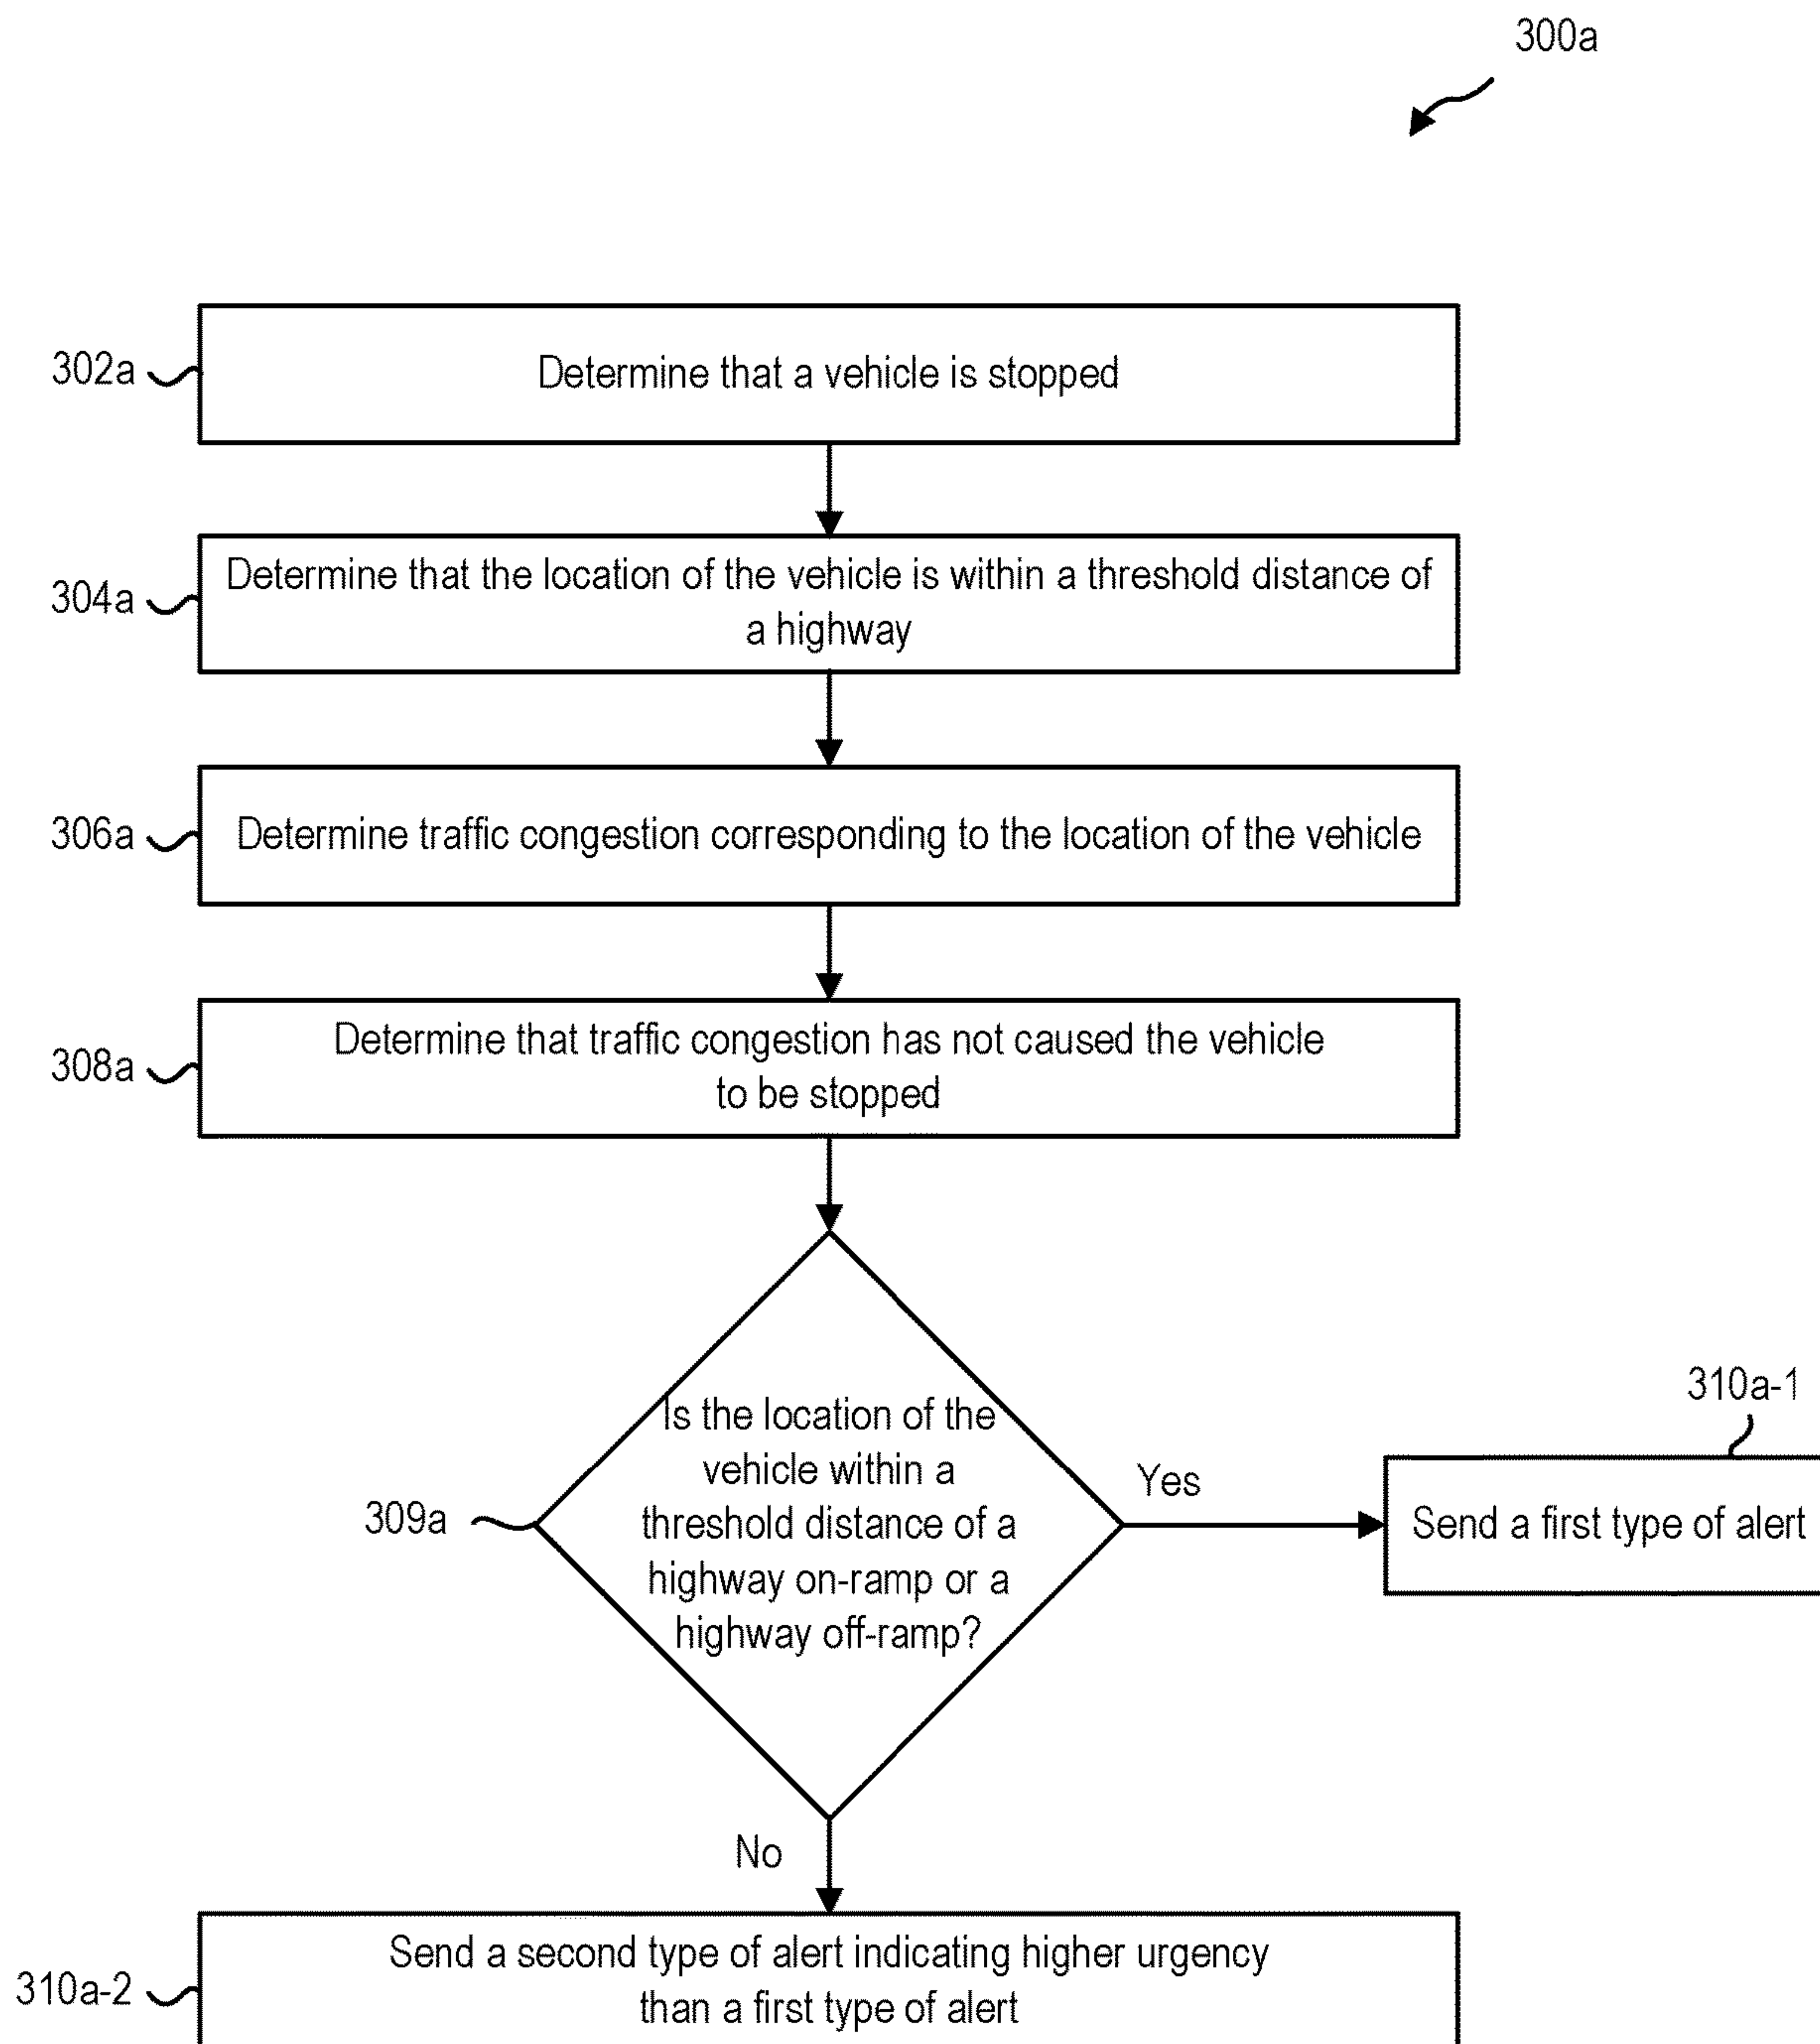 300a
302a
Determine that a vehicle is stopped
304a
Determine that the location of the vehicle is within a threshold distance of
a highway
306a
Determine traffic congestion corresponding to the location of the vehicle
308a
Determine that traffic congestion has not caused the vehicle
to be stopped
309a
Is the location of the
vehicle within a
threshold distance of a
highway on-ramp or a
highway off-ramp?
Yes
310a-1
Send a first type of alert
No
310a-2
Send a second type of alert indicating higher urgency
than a first type of alert